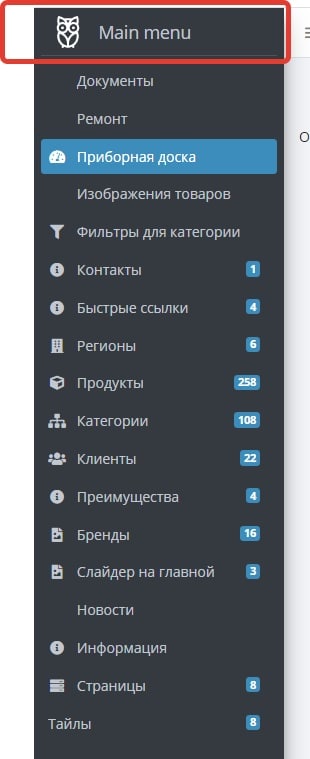 Main menu
Документы
Ремонт
Приборная доска
Изображения товаров
Фильтры для категории
Контакты 1
Быстрые ссылки 4
Регионы 6
Продукты 258
Категории 108
Клиенты 22
Преимущества 4
Бренды 16
Слайдер на главной 3
Новости
Информация
Страницы 8
Тайлы 8